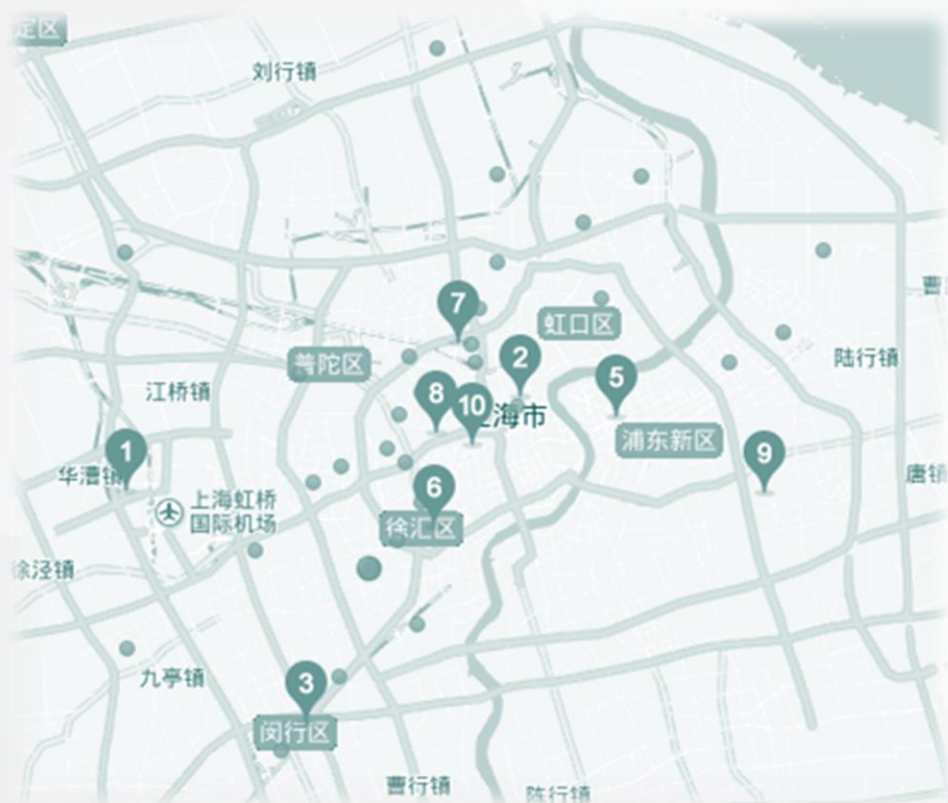 定区
刘行镇
7
虹口区
曹
2
普陀区
陆行镇
5
江桥镇
8
10
海市
浦东新区
1
9
华漕镇
唐镇
6
上海虹桥
国际机场
徐汇区
徐泾镇
九亭镇
3
闵行区
曹行镇
陈行镇